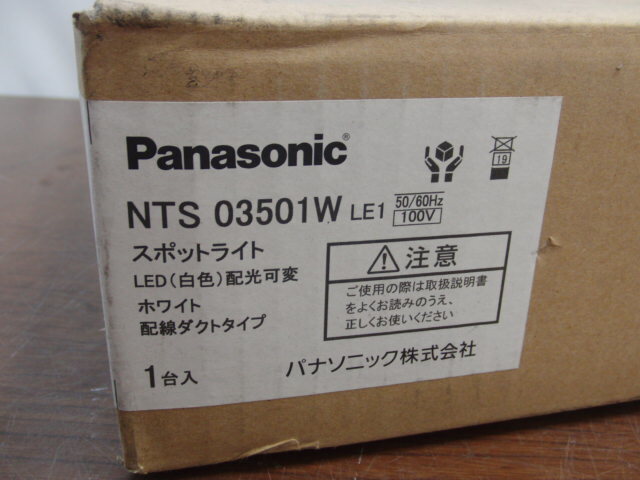 Panasonic®
19
NTS 03501W LE1 50/60Hz 100V
スポットライト
LED(白色)配光可変
ホワイト
配線ダクトタイプ
1台入
⚠注意
ご使用の際は取扱説明書
をよくお読みのうえ、
正しくお使いください
パナソニック株式会社